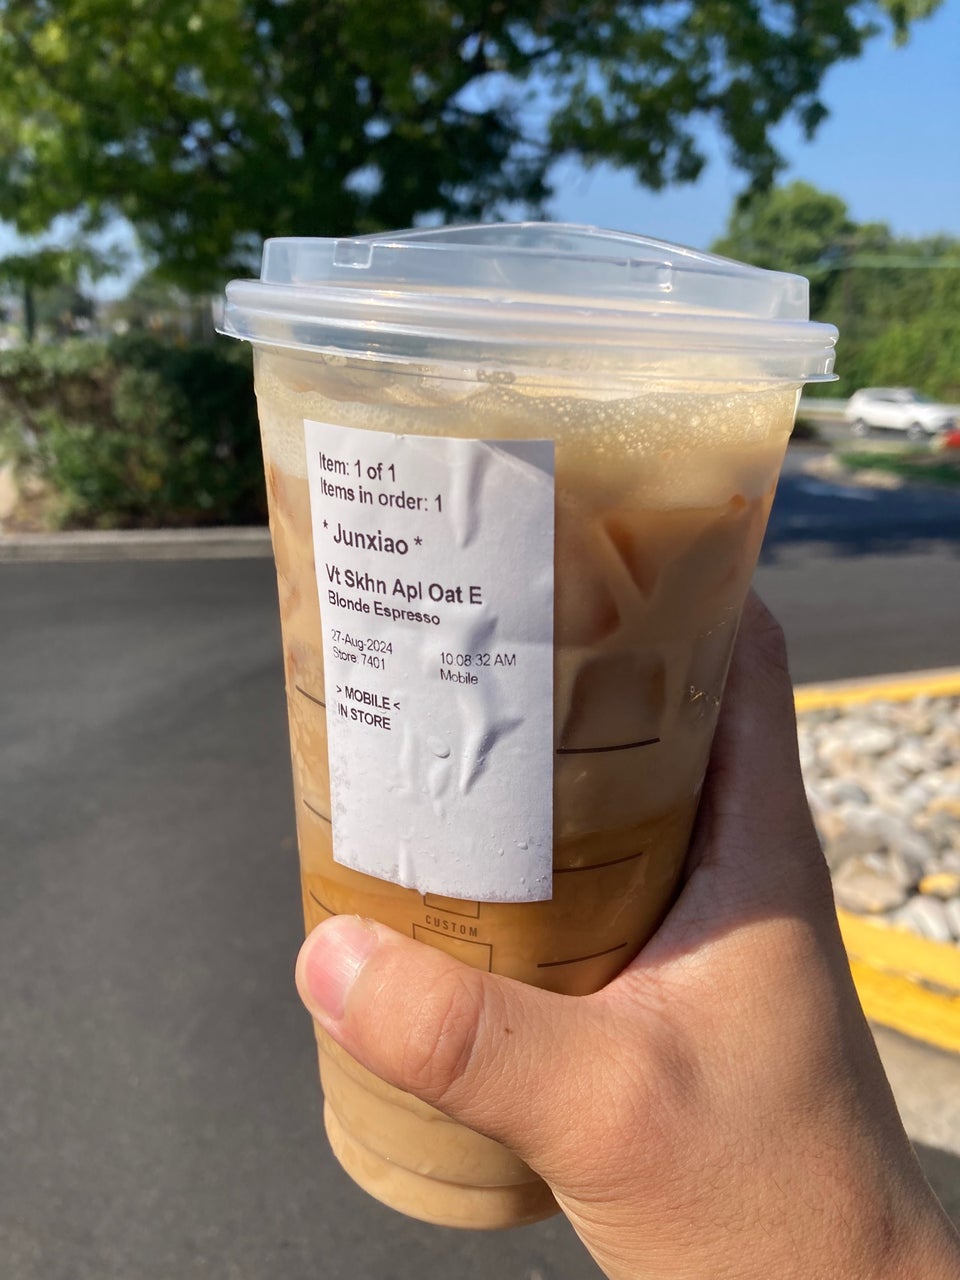 Item: 1 of 1
Items in order: 1
* Junxiao *
Vt Skhn Apl Oat E
Blonde Espresso
27-Aug-2024
Store: 7401
10:08:32 AM
Mobile
> MOBILE <
IN STORE
CUSTOM